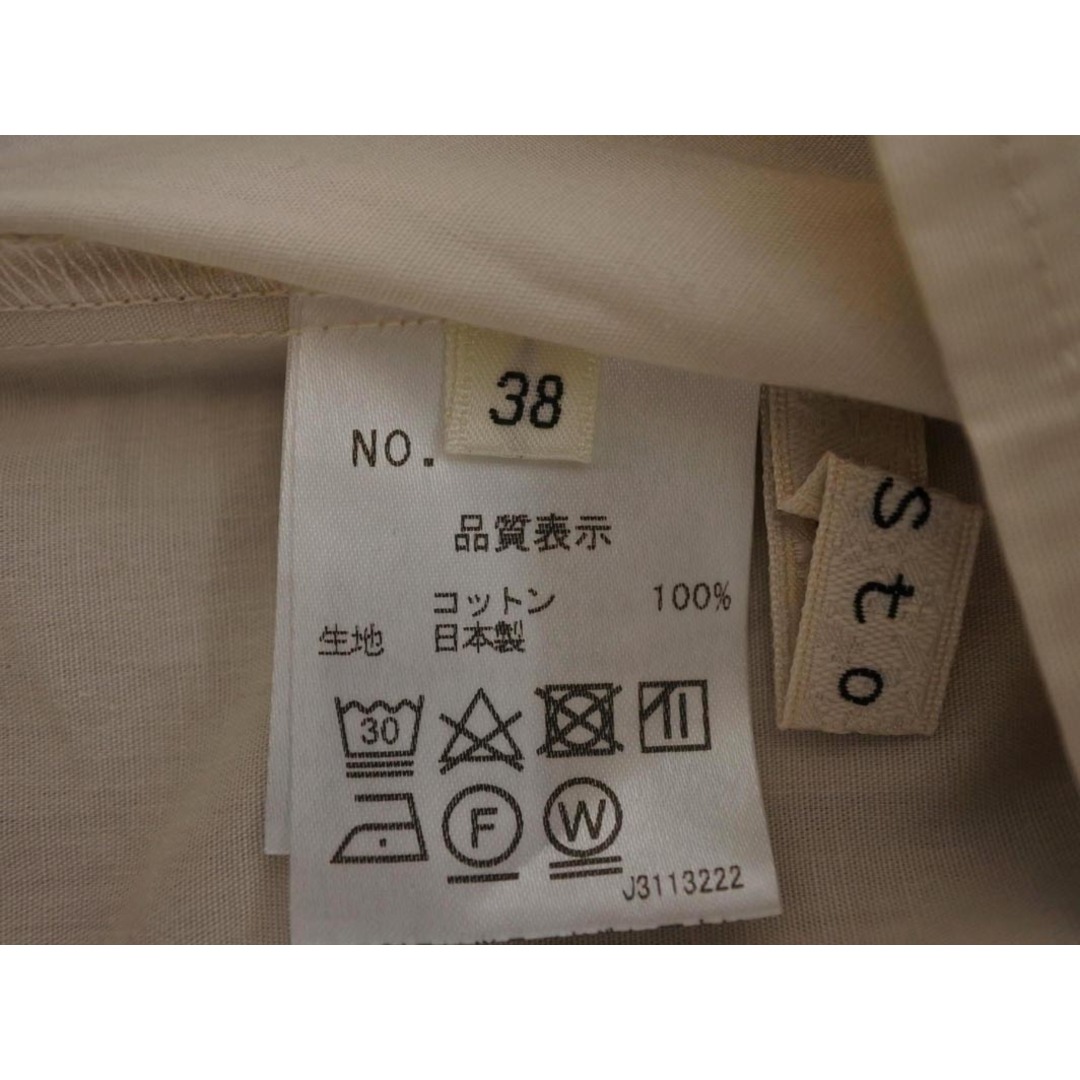 38
NO.
品質表示
コットン 100%
生地 日本製
30
F W
J3113222
Sto